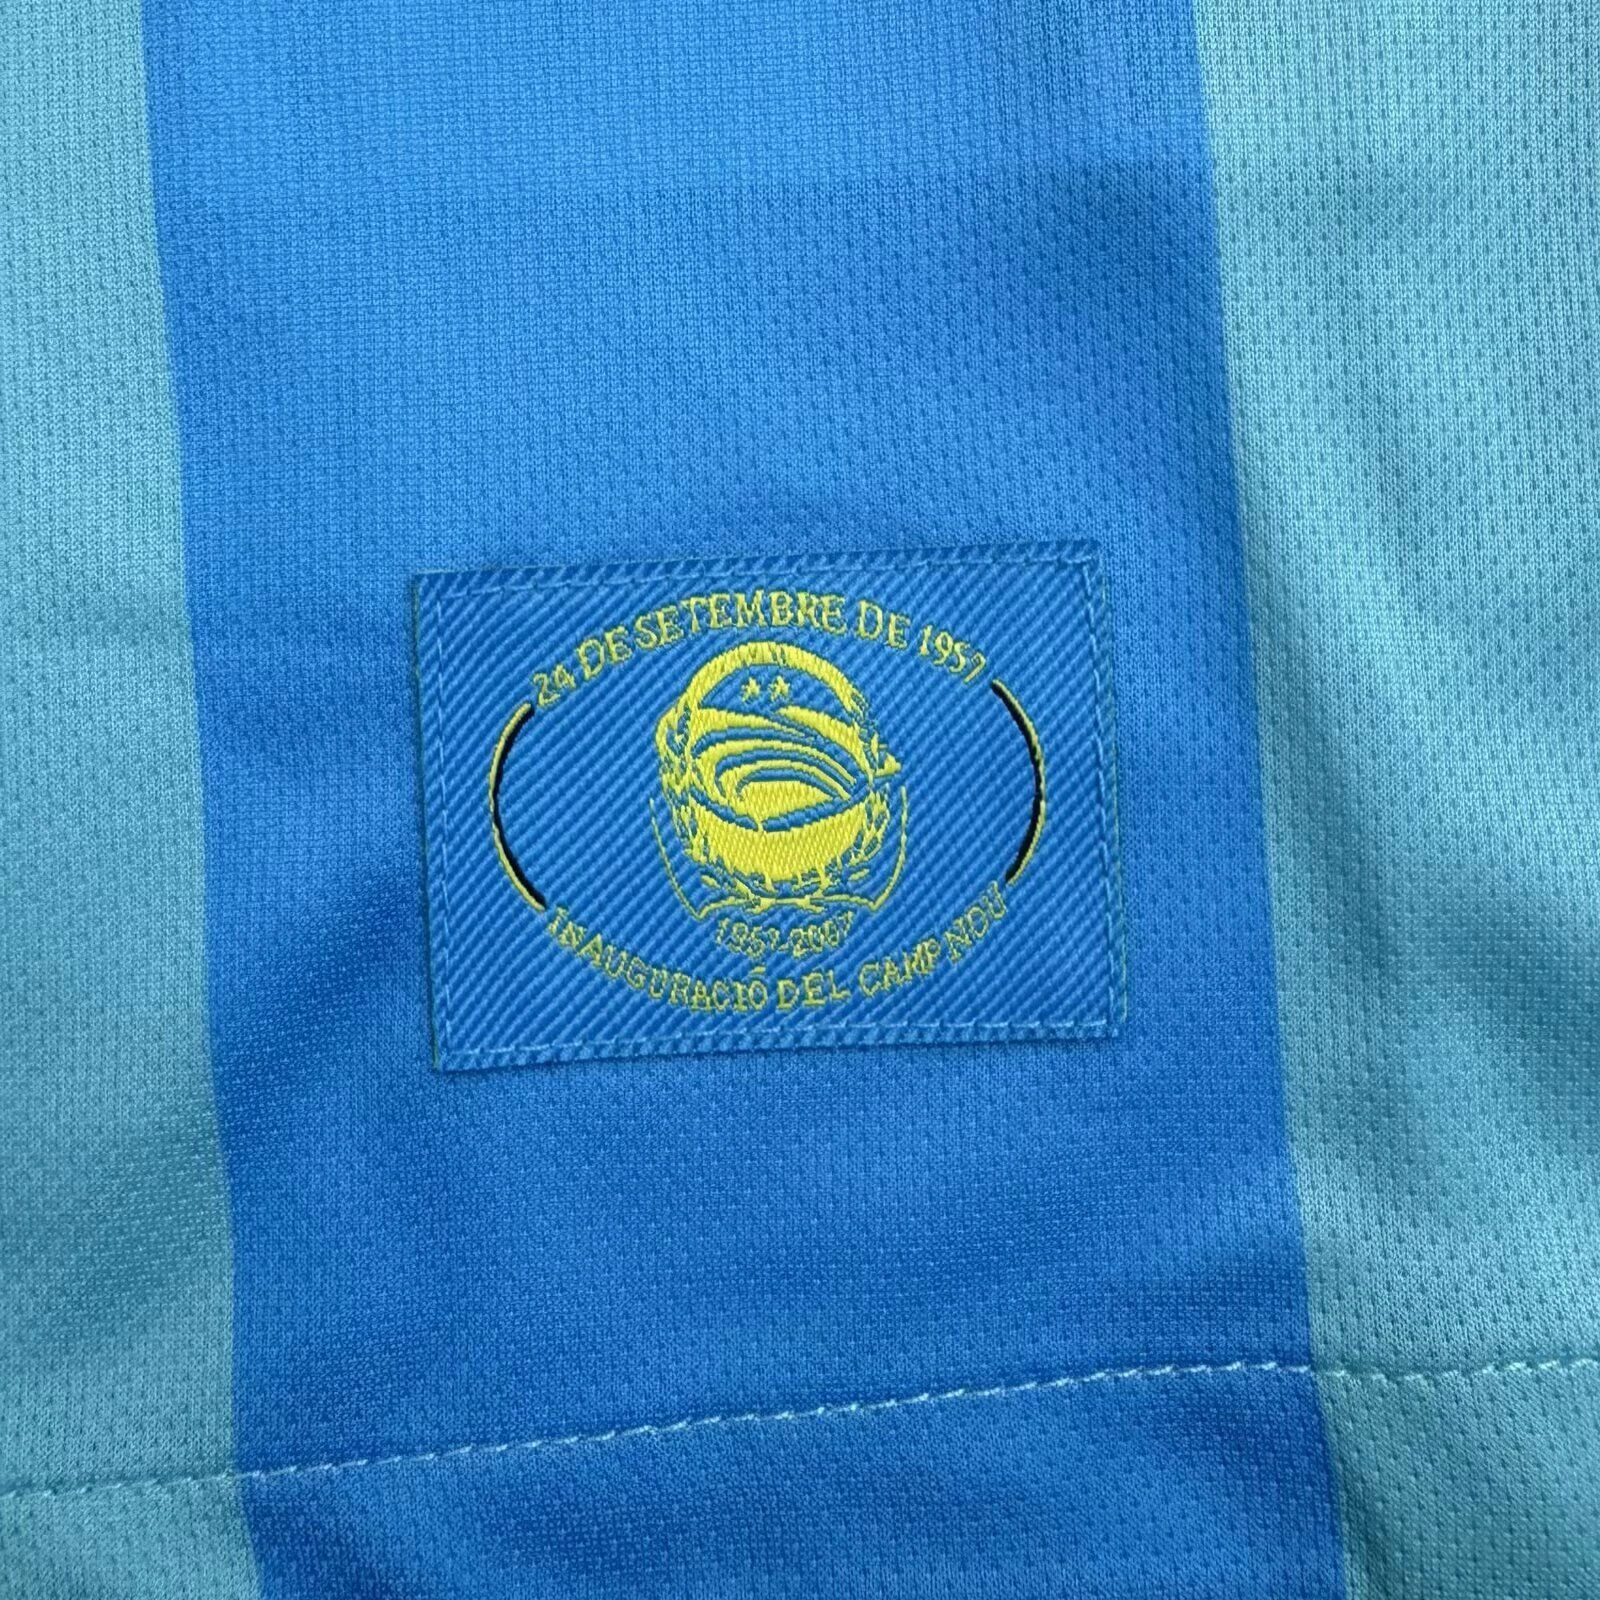 24 DE SETEMBRE DE 1957
1957-2007
INAUGURACIÓ DEL CAMP NOU